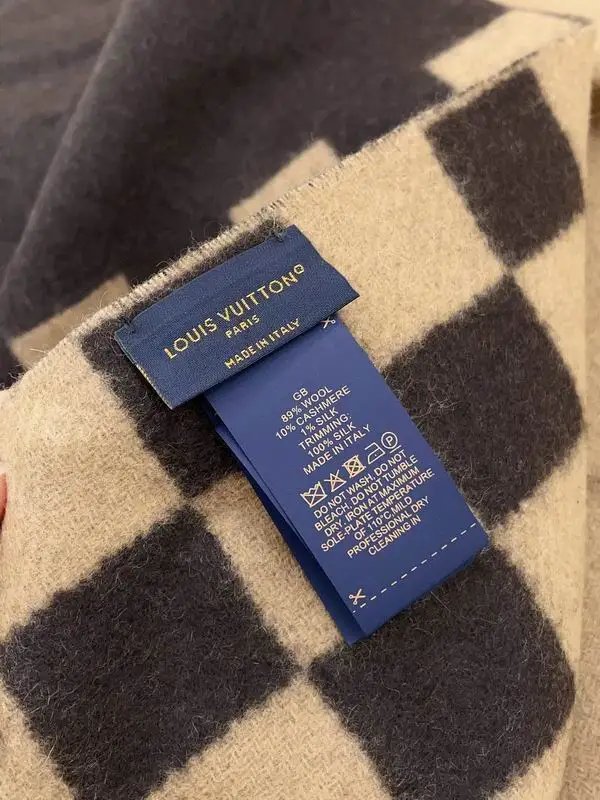 LOUIS VUITTON®
PARIS
MADE IN ITALY
GB
89% WOOL
10% CASHMERE
1% SILK
TRIMMING:
100% SILK
MADE IN ITALY
P
DO NOT WASH. DO NOT
BLEACH. DO NOT TUMBLE
DRY. IRON AT MAXIMUM
SOLE-PLATE TEMPERATURE
OF 110°C. MILD
PROFESSIONAL DRY
CLEANING IN